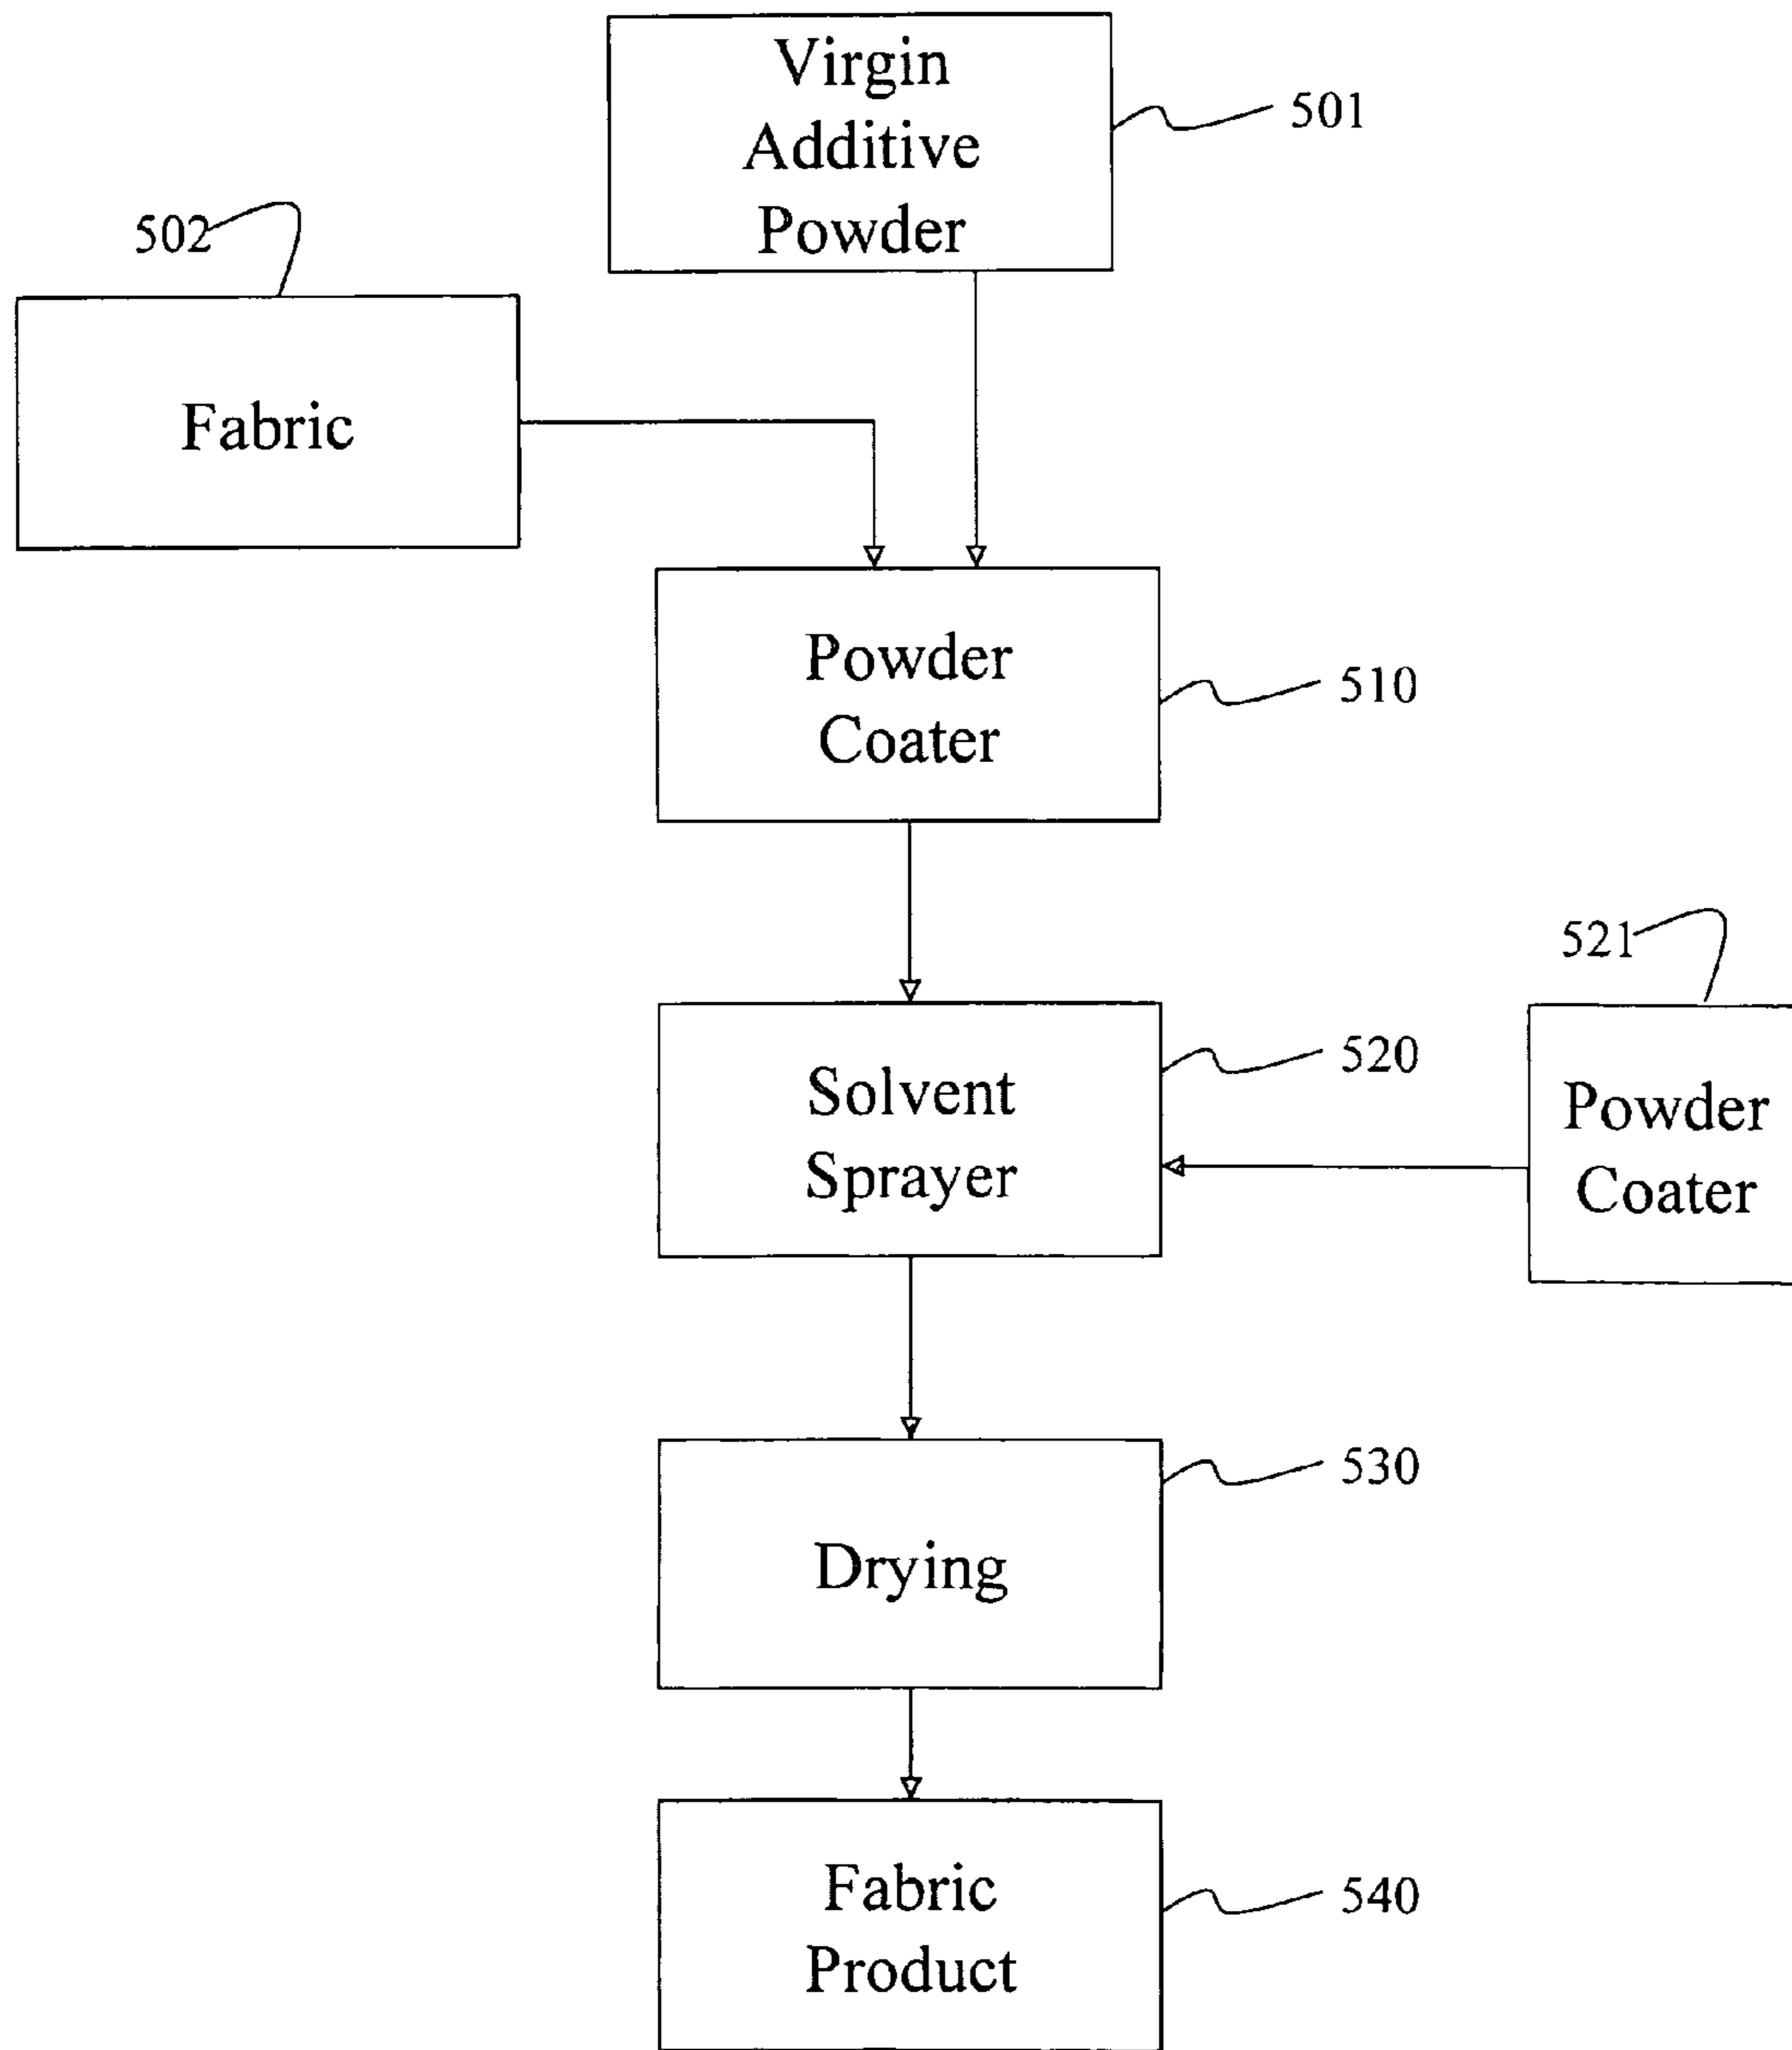 Virgin
Additive
Powder
501
502
Fabric
Powder
Coater
510
521
Solvent
Sprayer
520
Powder
Coater
530
Drying
Fabric
Product
540